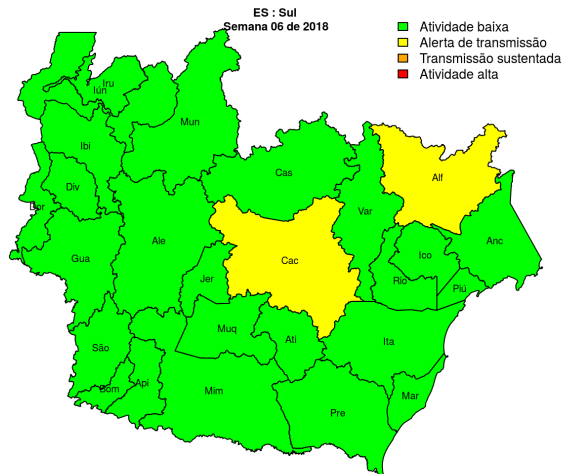 ES : Sul
Semana 06 de 2018
Atividade baixa
Alerta de transmissão
Transmissão sustentada
Atividade alta
Iru
Iún
Mun
Ibi
Cas
Alf
Div
Dor
Var
Ale
Anc
Gua
Ico
Cac
Jer
Rio
Piú
Muq
Ati
Ita
São
Api
Bom
Mim
Mar
Pre